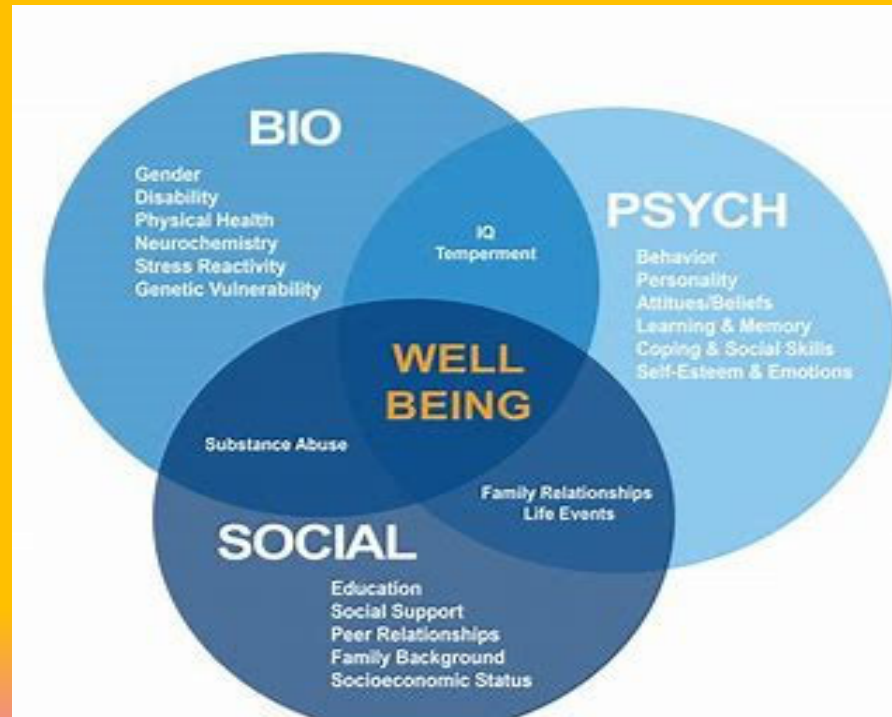 BIO
Gender
Disability
Physical Health
Neurochemistry
Stress Reactivity
Genetic Vulnerability
IQ
Temperment
PSYCH
Behavior
Personality
Attitues/Beliefs
Learning & Memory
Coping & Social Skills
Self-Esteem & Emotions
WELL
BEING
Substance Abuse
Family Relationships
Life Events
SOCIAL
Education
Social Support
Peer Relationships
Family Background
Socioeconomic Status